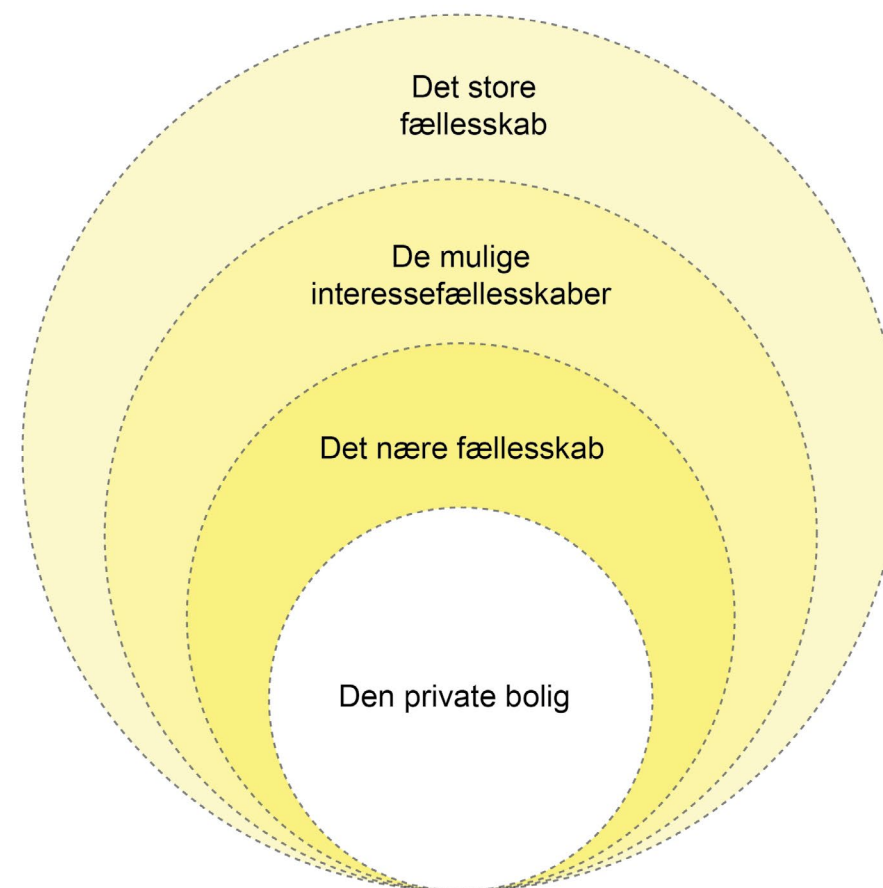 Det store
fællesskab
De mulige
interessefællesskaber
Det nære fællesskab
Den private bolig